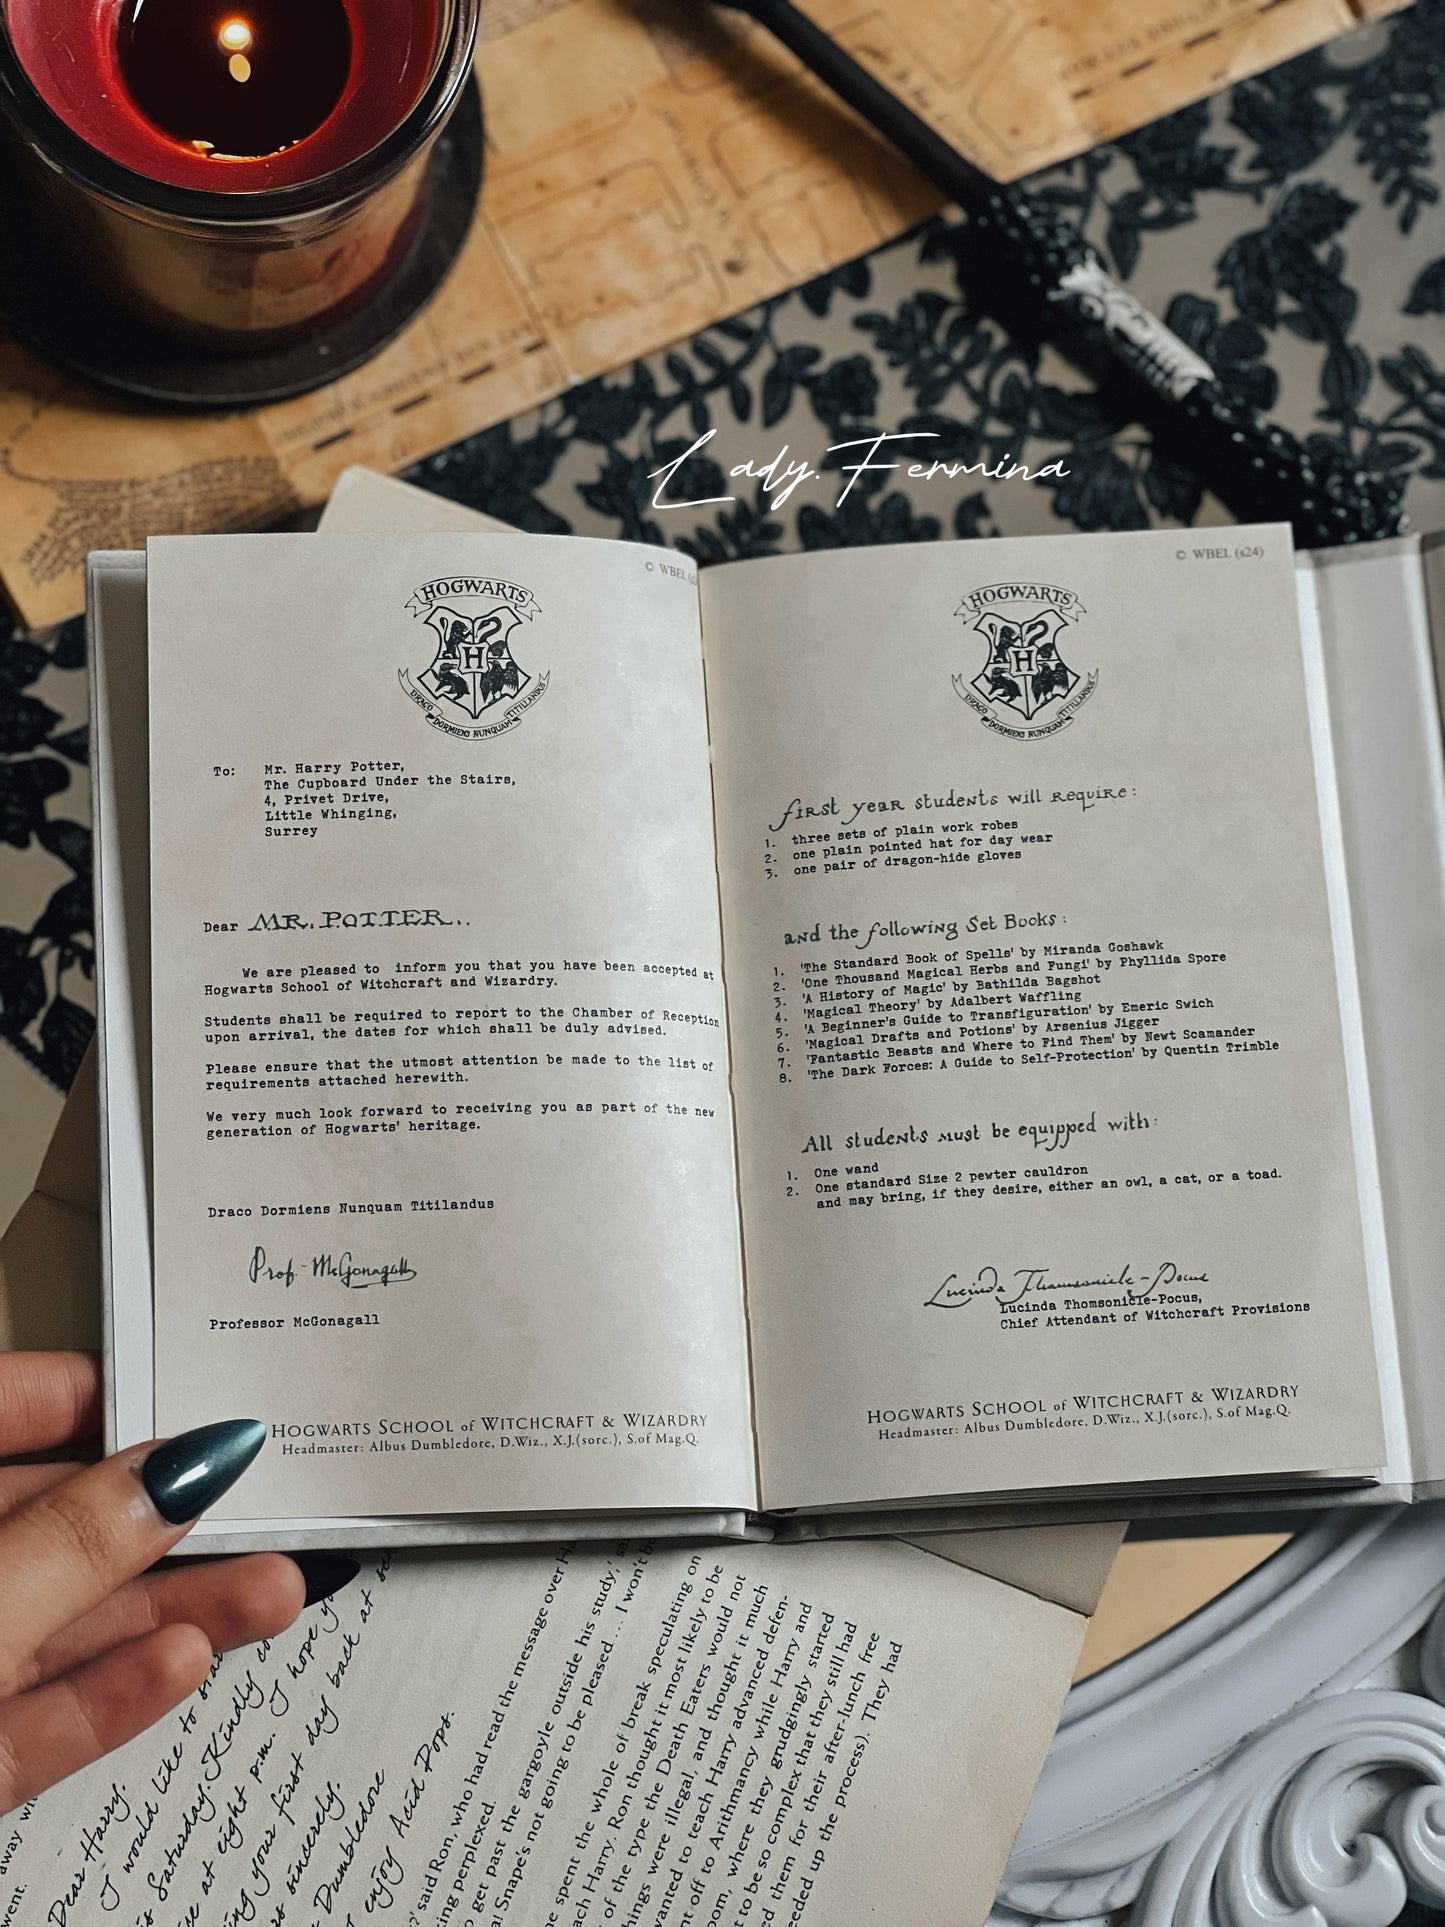 Lady.Fermina
© WBEL
HOGWARTS
H
DRACO DORMIENS NUNQUAM TITILLANDUS
To: Mr. Harry Potter,
The Cupboard Under the Stairs,
4, Privet Drive,
Little Whinging,
Surrey
Dear MR. POTTER..
We are pleased to inform you that you have been accepted at
Hogwarts School of Witchcraft and Wizardry.
Students shall be required to report to the Chamber of Reception
upon arrival, the dates for which shall be duly advised.
Please ensure that the utmost attention be made to the list of
requirements attached herewith.
We very much look forward to receiving you as part of the new
generation of Hogwarts' heritage.
Draco Dormiens Nunquam Titilandus
Prof. McGonagall
Professor McGonagall
HOGWARTS SCHOOL of WITCHCRAFT & WIZARDRY
Headmaster: Albus Dumbledore, D.Wiz., X.J.(sorc.), S.of Mag.Q.
© WBEL (s24)
HOGWARTS
H
DRACO DORMIENS NUNQUAM TITILLANDUS
first year students will require:
1. three sets of plain work robes
2. one plain pointed hat for day wear
3. one pair of dragon-hide gloves
and the following Set Books:
1. 'The Standard Book of Spells' by Miranda Goshawk
2. 'One Thousand Magical Herbs and Fungi' by Phyllida Spore
3. 'A History of Magic' by Bathilda Bagshot
4. 'Magical Theory' by Adalbert Waffling
5. 'A Beginner's Guide to Transfiguration' by Emeric Swich
6. 'Magical Drafts and Potions' by Arsenius Jigger
7. 'Fantastic Beasts and Where to Find Them' by Newt Scamander
8. 'The Dark Forces: A Guide to Self-Protection' by Quentin Trimble
All students must be equipped with:
1. One wand
2. One standard Size 2 pewter cauldron
and may bring, if they desire, either an owl, a cat, or a toad.
Lucinda Thomsonicle-Pocus
Lucinda Thomsonicle-Pocus,
Chief Attendant of Witchcraft Provisions
HOGWARTS SCHOOL of WITCHCRAFT & WIZARDRY
Headmaster: Albus Dumbledore, D.Wiz., X.J.(sorc.), S.of Mag.Q.
went.
Dear Harry.
I would like to star
s Saturday. Kindly co
at eight p.m. I hope yo
your first day back at
sincerely.
Dumbledore
enjoy Acid Pops.
said Ron, who had read the message over
perplexed.
get past the gargoyle outside his study,'
Snape's not going to be pleased .... I won't be
spent the whole of break speculating on
Harry. Ron thought it most likely to be
of the type the Death Eaters would not
things were illegal, and thought it much
wanted to teach Harry advanced defen-
off to Arithmancy while Harry and
where they grudgingly started
to be so complex that they still had
them for their after-lunch free
up the process). They had